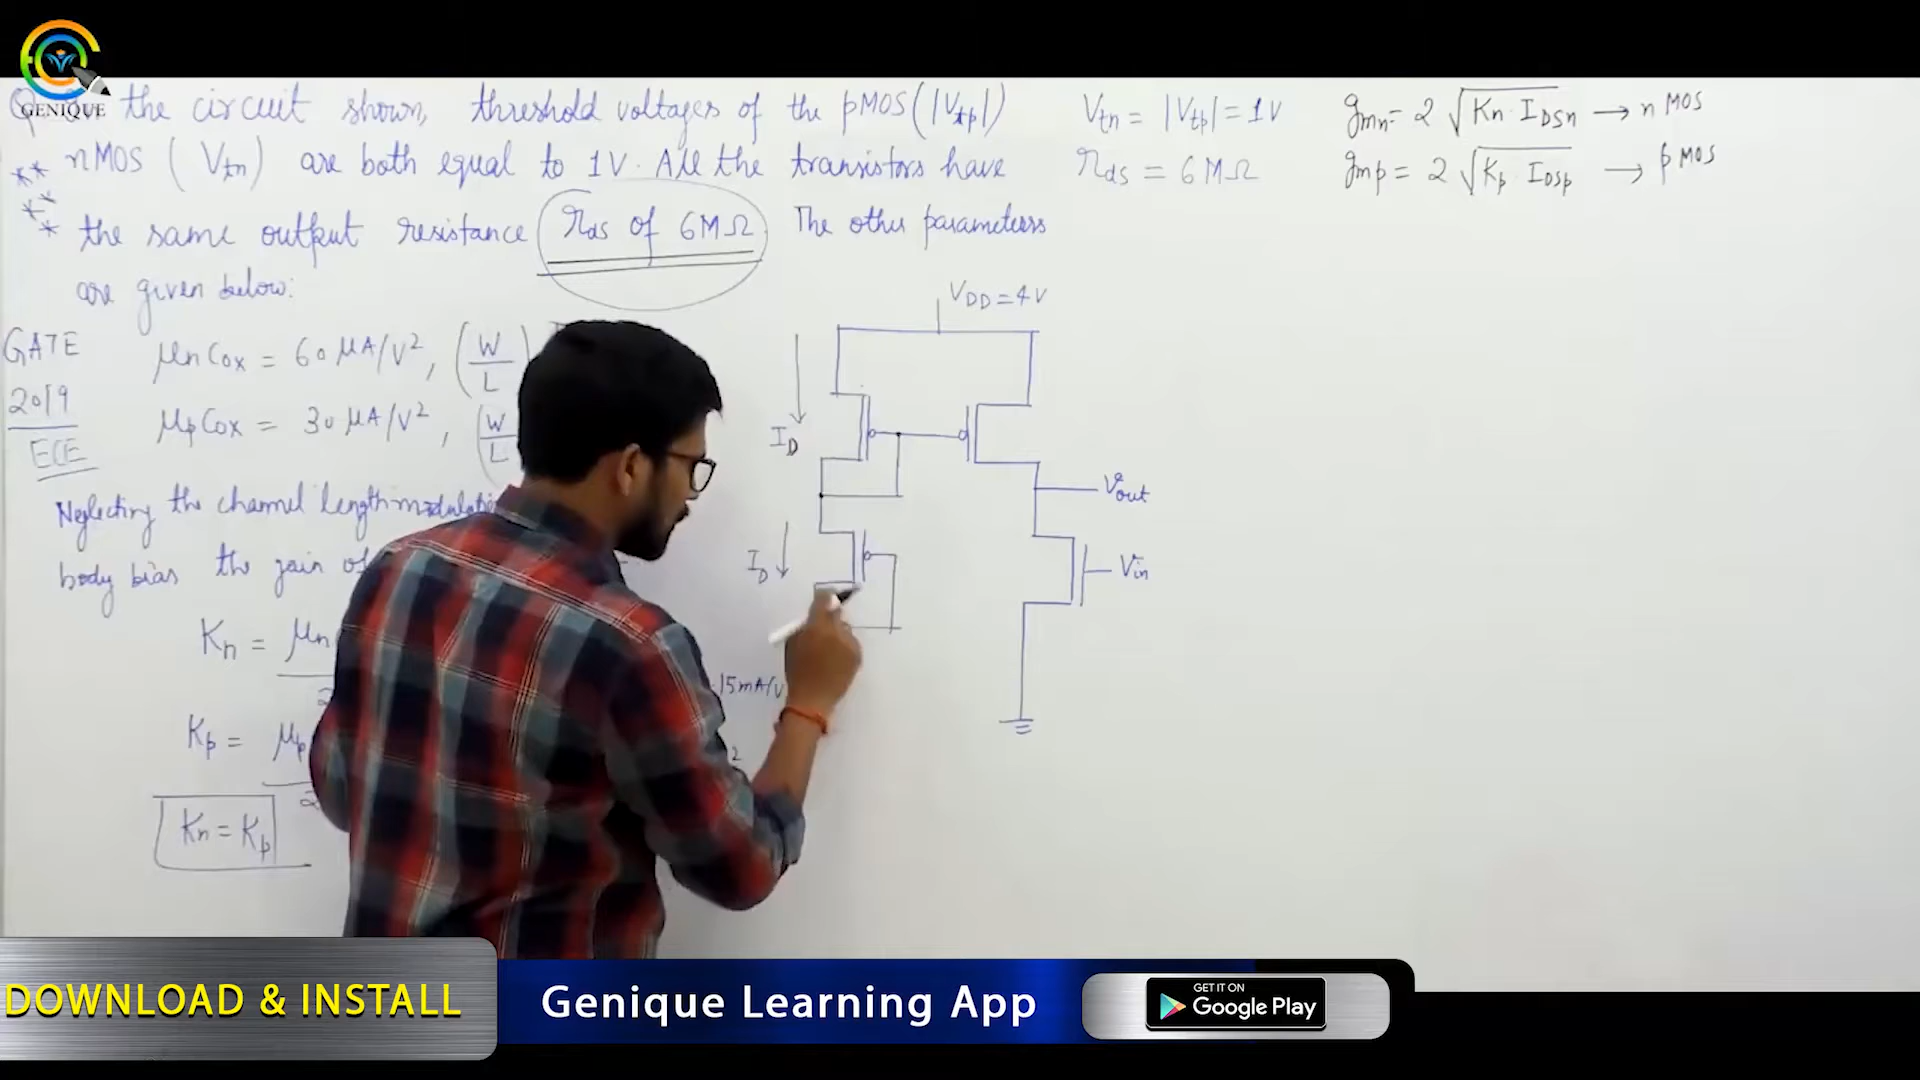 GENIQUE
the circuit shown, threshold voltages of the pMOS (|Vtp|)
** nMOS (Vtn) are both equal to 1V. All the transistors have
** the same output resistance rds of 6MΩ The other parameters
are given below:
GATE
2019
ECE
μnCox = 60 μA/V², (W/L)
μpCox = 30 μA/V², (W/L)
Neglecting the channel length
body bias the gain of
Kn = μn
Kp = μp
Kn = Kp
15mA/V
2
VDD = 4V
ID
ID
Vout
Vin
Vtn = |Vtp| = 1V
rds = 6MΩ
gmn = 2 √Kn · IDSn → n MOS
gmp = 2 √Kp · IDSp → p MOS
DOWNLOAD & INSTALL
Genique Learning App
GET IT ON
Google Play